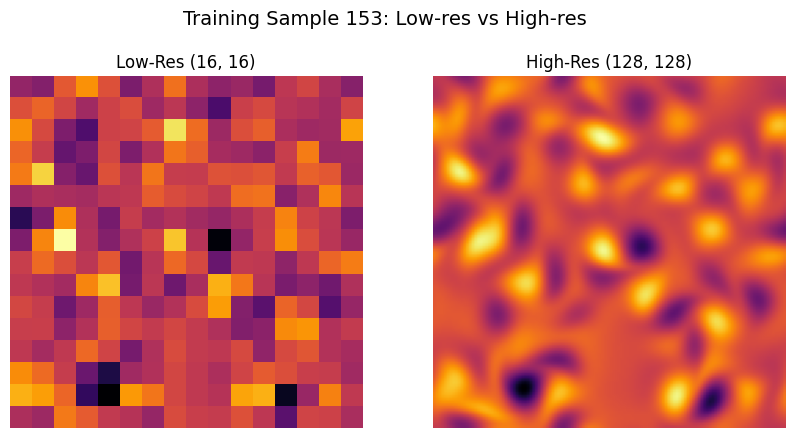 Training Sample 153: Low-res vs High-res
Low-Res (16, 16)
High-Res (128, 128)